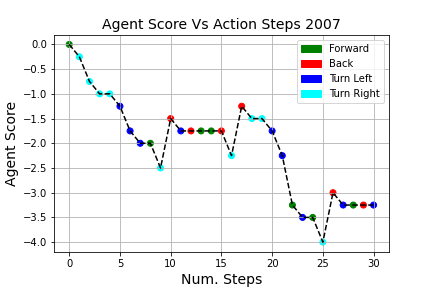 Agent Score Vs Action Steps 2007
Agent Score
0.0
−0.5
−1.0
−1.5
−2.0
−2.5
−3.0
−3.5
−4.0
Forward
Back
Turn Left
Turn Right
0 5 10 15 20 25 30
Num. Steps